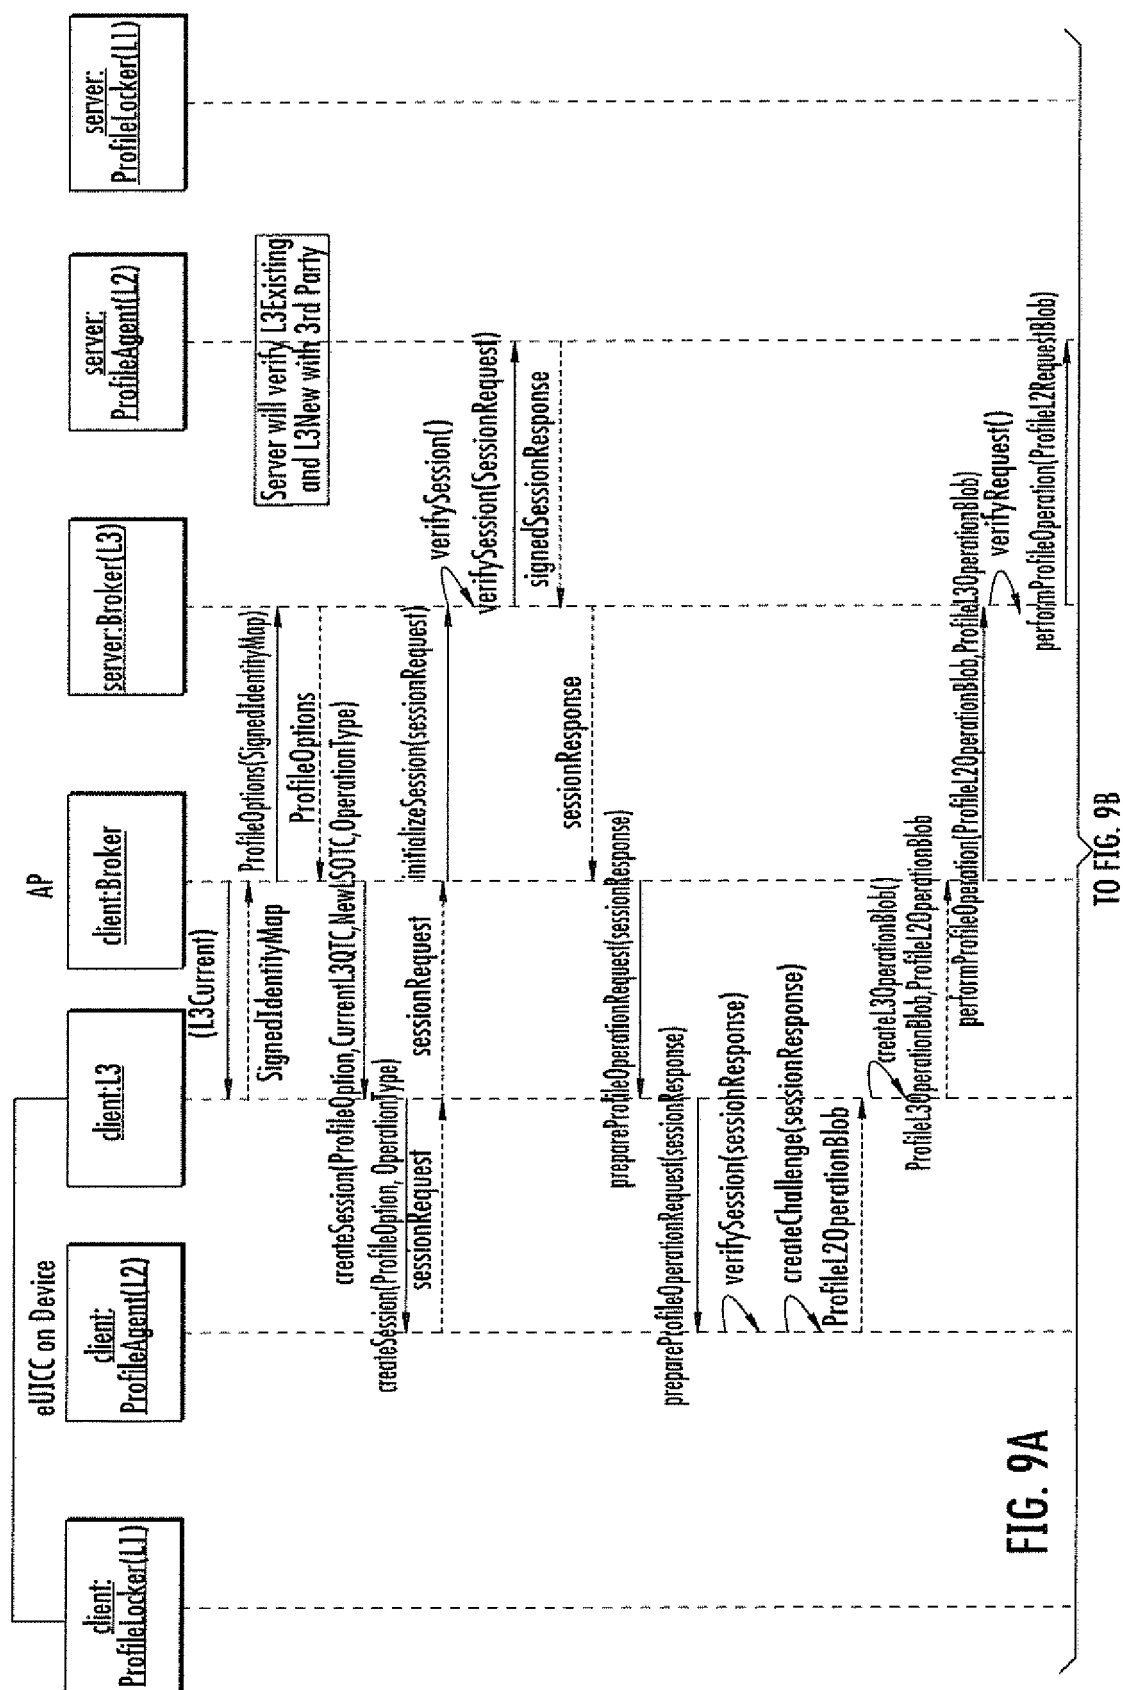 eUICC on Device
AP
client:
ProfileLocker(L1)
client:
ProfileAgent(L2)
client:L3
client:Broker
server:Broker(L3)
server:
ProfileAgent(L2)
server:
ProfileLocker(L1)
(L3Current)
SignedIdentityMap
ProfileOptions(SignedIdentityMap)
Server will verify L3Existing
and L3New with 3rd Party
ProfileOptions
createSession(ProfileOption,CurrentL3OTC,NewLSOTC,OperationType)
createSession(ProfileOption, OperationType)
sessionRequest
sessionRequest
initializeSession(sessionRequest)
verifySession()
verifySession(SessionRequest)
signedSessionResponse
sessionResponse
prepareProfileOperationRequest(sessionResponse)
prepareProfileOperationRequest(sessionResponse)
verifySession(sessionResponse)
createChallenge(sessionResponse)
ProfileL2OperationBlob
createL3OperationBlob()
ProfileL3OperationBlob,ProfileL2OperationBlob
performProfileOperation(ProfileL2OperationBlob,ProfileL3OperationBlob)
verifyRequest()
performProfileOperation(ProfileL2RequestBlob)
FIG. 9A
TO FIG. 9B